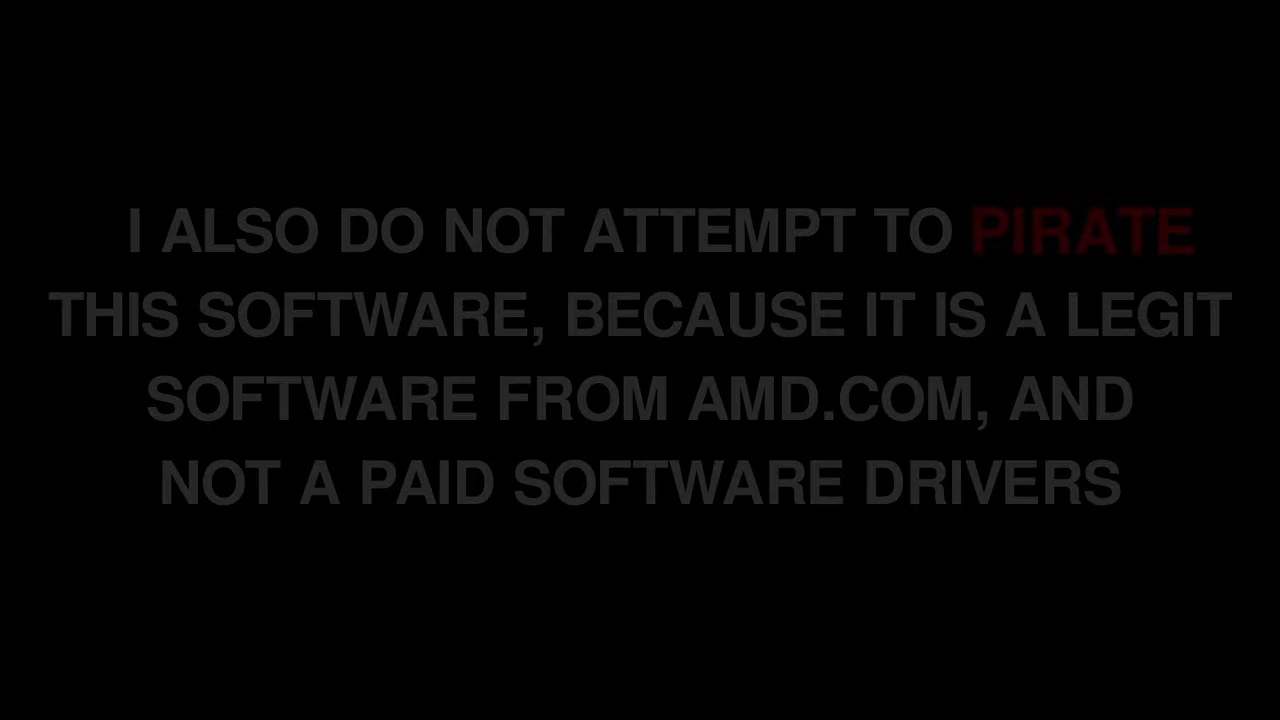 I ALSO DO NOT ATTEMPT TO PIRATE
THIS SOFTWARE, BECAUSE IT IS A LEGIT
SOFTWARE FROM AMD.COM, AND
NOT A PAID SOFTWARE DRIVERS